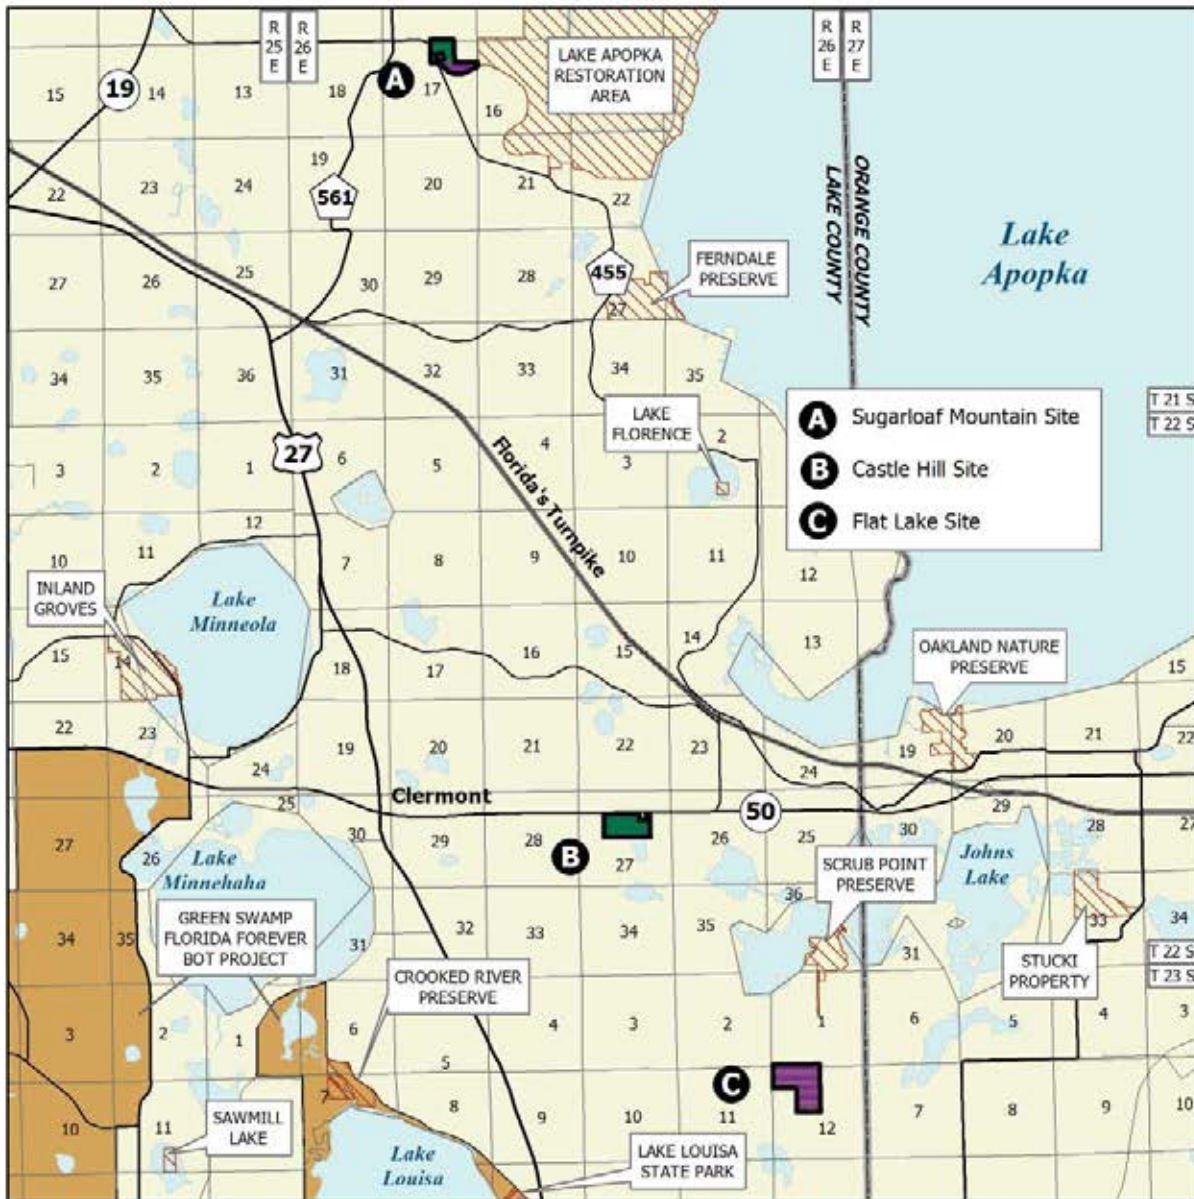 R
25
E
R
26
E
R
26
E
R
27
E
LAKE APOPKA
RESTORATION
AREA
A
15
19
14
13
18
17
16
19
22
23
24
561
20
21
22
LAKE COUNTY
ORANGE COUNTY
Lake
Apopka
27
26
25
30
29
28
455
27
FERNDALE
PRESERVE
34
35
36
31
32
33
34
35
T 21 S
T 22 S
LAKE
FLORENCE
A Sugarloaf Mountain Site
B Castle Hill Site
C Flat Lake Site
3
2
1
27
6
5
4
3
2
Florida's Turnpike
12
10
11
7
8
9
10
11
12
INLAND
GROVES
Lake
Minneola
15
14
18
17
16
15
14
13
OAKLAND NATURE
PRESERVE
15
22
23
19
20
21
22
23
19
20
21
22
24
24
Clermont
50
25
30
29
28
B
27
26
25
30
29
28
27
27
26
Lake
Minnehaha
SCRUB POINT
PRESERVE
Johns
Lake
36
33
34
GREEN SWAMP
FLORIDA FOREVER
BOT PROJECT
34
35
31
32
33
34
35
31
STUCKI
PROPERTY
T 22 S
T 23 S
CROOKED RIVER
PRESERVE
3
2
1
6
5
4
3
2
1
6
5
4
3
7
C
10
11
SAWMILL
LAKE
8
9
10
11
12
7
8
9
10
Lake
Louisa
LAKE LOUISA
STATE PARK